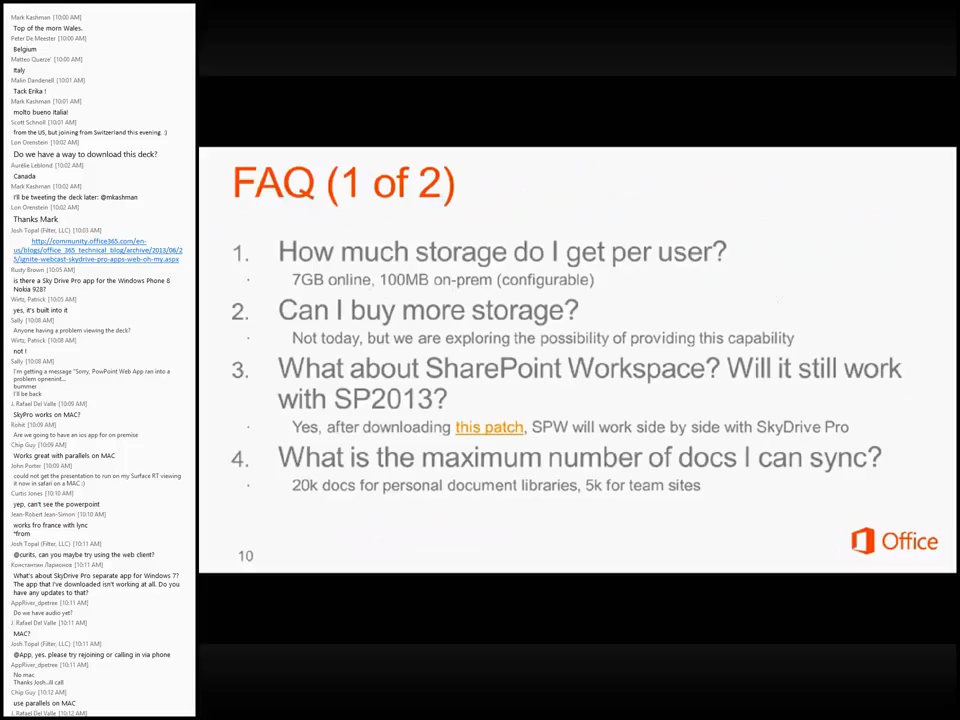 Mark Kashman [10:00 AM]
Top of the morn Wales.
Peter De Meester [10:00 AM]
Belgium
Matteo Querze' [10:00 AM]
Italy
Malin Dandenell [10:01 AM]
Tack Erika !
Mark Kashman [10:01 AM]
molto bueno Italia!
Scott Schnoll [10:01 AM]
from the US, but joining from Switzerland this evening. :)
Lon Orenstein [10:02 AM]
Do we have a way to download this deck?
Aurélie Leblond [10:02 AM]
Canada
Mark Kashman [10:02 AM]
I'll be tweeting the deck later: @mkashman
Lon Orenstein [10:02 AM]
Thanks Mark.
Josh Topal (Filter, LLC) [10:03 AM]
http://community.office365.com/en-
us/blogs/office_365_technical_blog/archive/2013/06/2
5/ignite-webcast-skydrive-pro-apps-web-oh-my.aspx
Rusty Brown [10:05 AM]
is there a Sky Drive Pro app for the Windows Phone 8
Nokia 928?
Wirtz, Patrick [10:05 AM]
yes, it's built into it
Sally [10:08 AM]
Anyone having a problem viewing the deck?
Wirtz, Patrick [10:08 AM]
not !
Sally [10:08 AM]
I'm getting a message "Sorry, PowPoint Web App ran into a
problem openinnt...
bummer
I'll be back
J. Rafael Del Valle [10:09 AM]
SkyPro works on MAC?
Rohit [10:09 AM]
Are we going to have an ios app for on premise
Chip Guy [10:09 AM]
Works great with parallels on MAC
John Porter [10:09 AM]
could not get the presentation to run on my Surface RT viewing
it now in safari on a MAC.:)
Curtis Jones [10:10 AM]
yep, can't see the powerpoint
Jean-Robert Jean-Simon [10:10 AM]
works fro france with lync
*from
Josh Topal (Filter, LLC) [10:11 AM]
@curits, can you maybe try using the web client?
Константин Ларионов [10:11 AM]
What's about SkyDrive Pro separate app for Windows 7?
The app that I've downloaded isn't working at all. Do you
have any updates to that?
AppRiver_dpetree [10:11 AM]
Do we have audio yet?
J. Rafael Del Valle [10:11 AM]
MAC?
Josh Topal (Filter, LLC) [10:11 AM]
@App, yes. please try rejoining or calling in via phone
AppRiver_dpetree [10:11 AM]
No mac
Thanks Josh...ill call
Chip Guy [10:12 AM]
use parallels on MAC
J. Rafael Del Valle [10:12 AM]
FAQ (1 of 2)
1. How much storage do I get per user?
· 7GB online, 100MB on-prem (configurable)
2. Can I buy more storage?
· Not today, but we are exploring the possibility of providing this capability
3. What about SharePoint Workspace? Will it still work
with SP2013?
· Yes, after downloading this patch, SPW will work side by side with SkyDrive Pro
4. What is the maximum number of docs I can sync?
· 20k docs for personal document libraries, 5k for team sites
10
Office